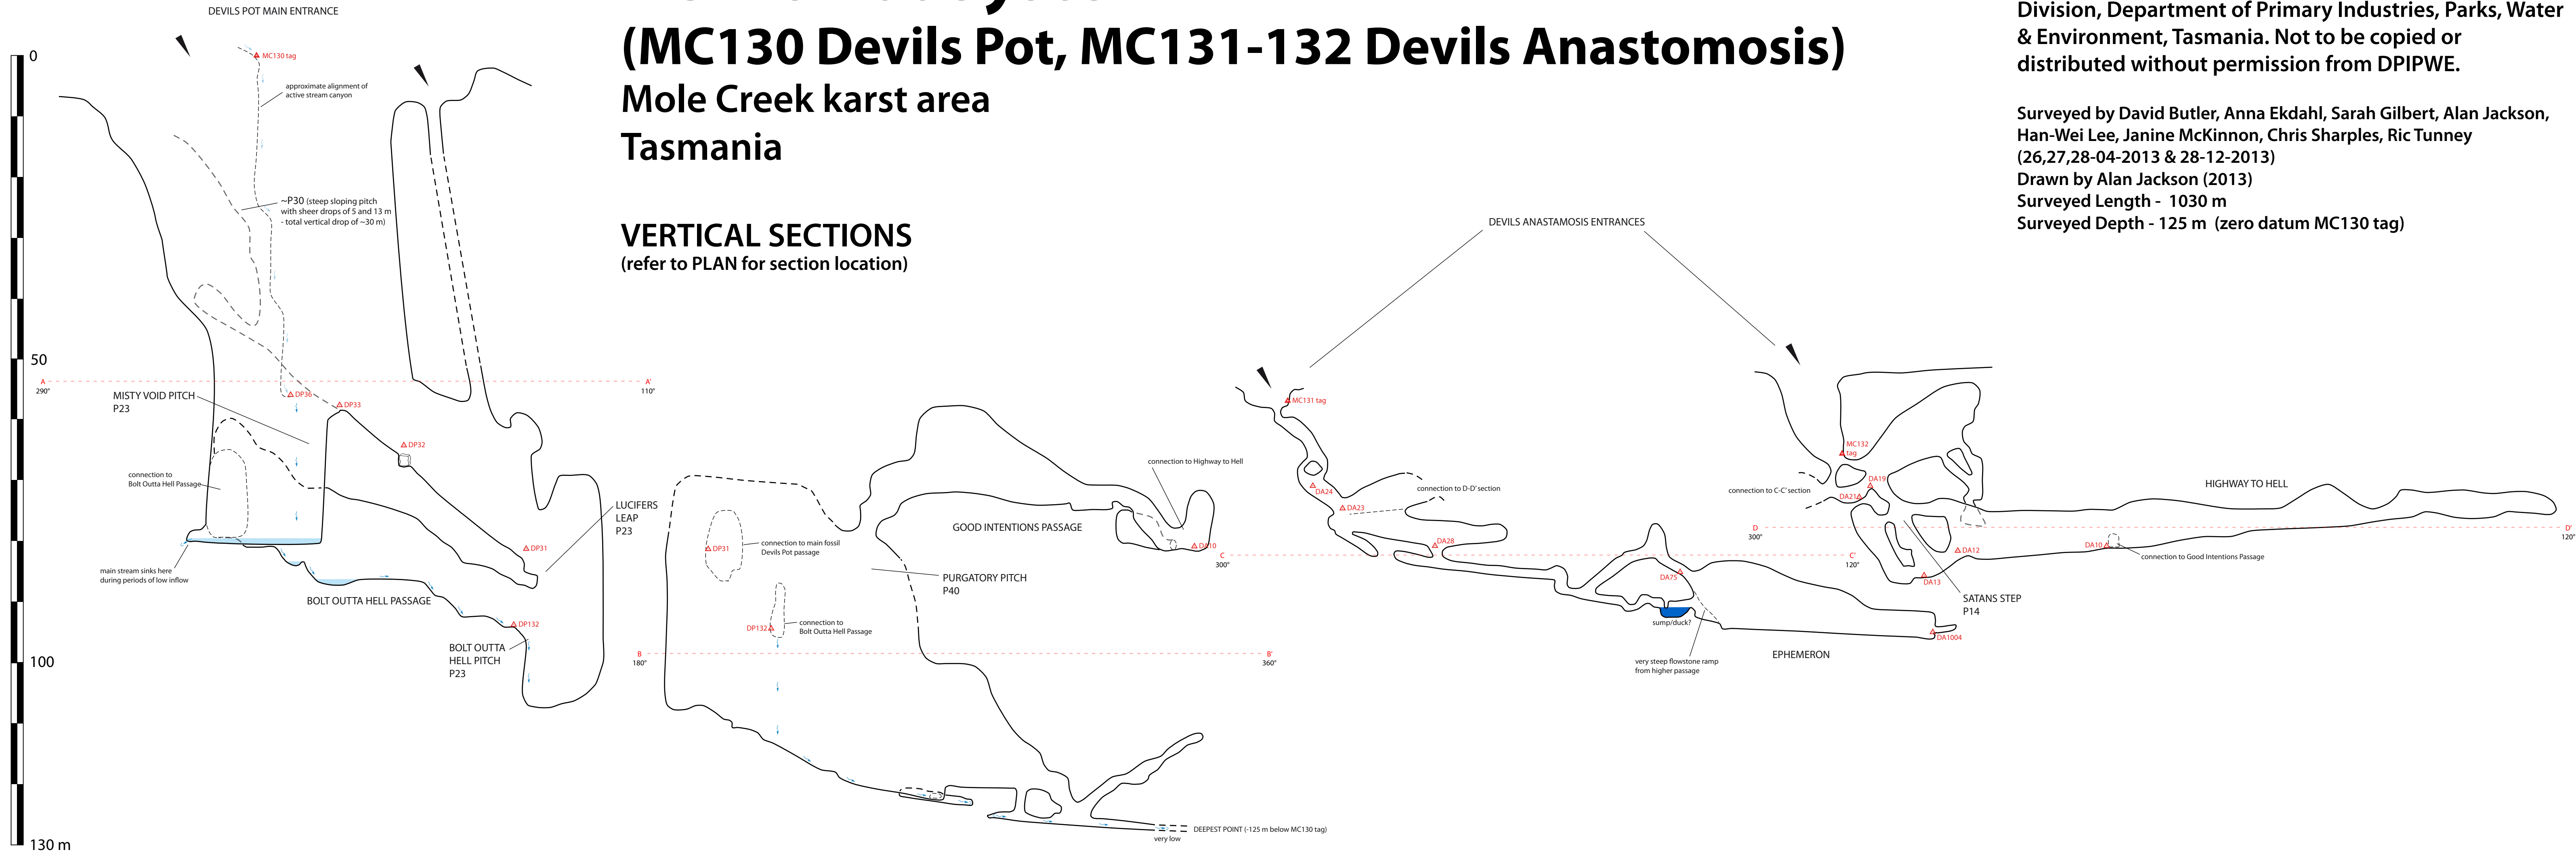 DEVILS POT MAIN ENTRANCE
(MC130 Devils Pot, MC131-132 Devils Anastomosis)
Mole Creek karst area
Tasmania
VERTICAL SECTIONS
(refer to PLAN for section location)
Division, Department of Primary Industries, Parks, Water
& Environment, Tasmania. Not to be copied or
distributed without permission from DPIPWE.
Surveyed by David Butler, Anna Ekdahl, Sarah Gilbert, Alan Jackson,
Han-Wei Lee, Janine McKinnon, Chris Sharples, Ric Tunney
(26,27,28-04-2013 & 28-12-2013)
Drawn by Alan Jackson (2013)
Surveyed Length - 1030 m
Surveyed Depth - 125 m (zero datum MC130 tag)
0
50
100
130 m
MC130 tag
approximate alignment of
active stream canyon
~P30 (steep sloping pitch
with sheer drops of 5 and 13 m
- total vertical drop of ~30 m)
A
290°
A'
110°
MISTY VOID PITCH
P23
DP36
DP33
DP32
connection to
Bolt Outta Hell Passage
LUCIFERS
LEAP
P23
DP31
main stream sinks here
during periods of low inflow
BOLT OUTTA HELL PASSAGE
DP132
BOLT OUTTA
HELL PITCH
P23
DP31
connection to main fossil
Devils Pot passage
DP132
connection to
Bolt Outta Hell Passage
B
180°
B'
360°
PURGATORY PITCH
P40
GOOD INTENTIONS PASSAGE
connection to Highway to Hell
DA10
DEEPEST POINT (-125 m below MC130 tag)
very low
DEVILS ANASTAMOSIS ENTRANCES
MC131 tag
DA24
DA23
connection to D-D' section
DA28
C
300°
C'
120°
DA75
sump/duck?
very steep flowstone ramp
from higher passage
EPHEMERON
DA1004
MC132
tag
DA19
DA21
connection to C-C' section
D
300°
D'
120°
DA12
DA13
SATANS STEP
P14
HIGHWAY TO HELL
DA10
connection to Good Intentions Passage